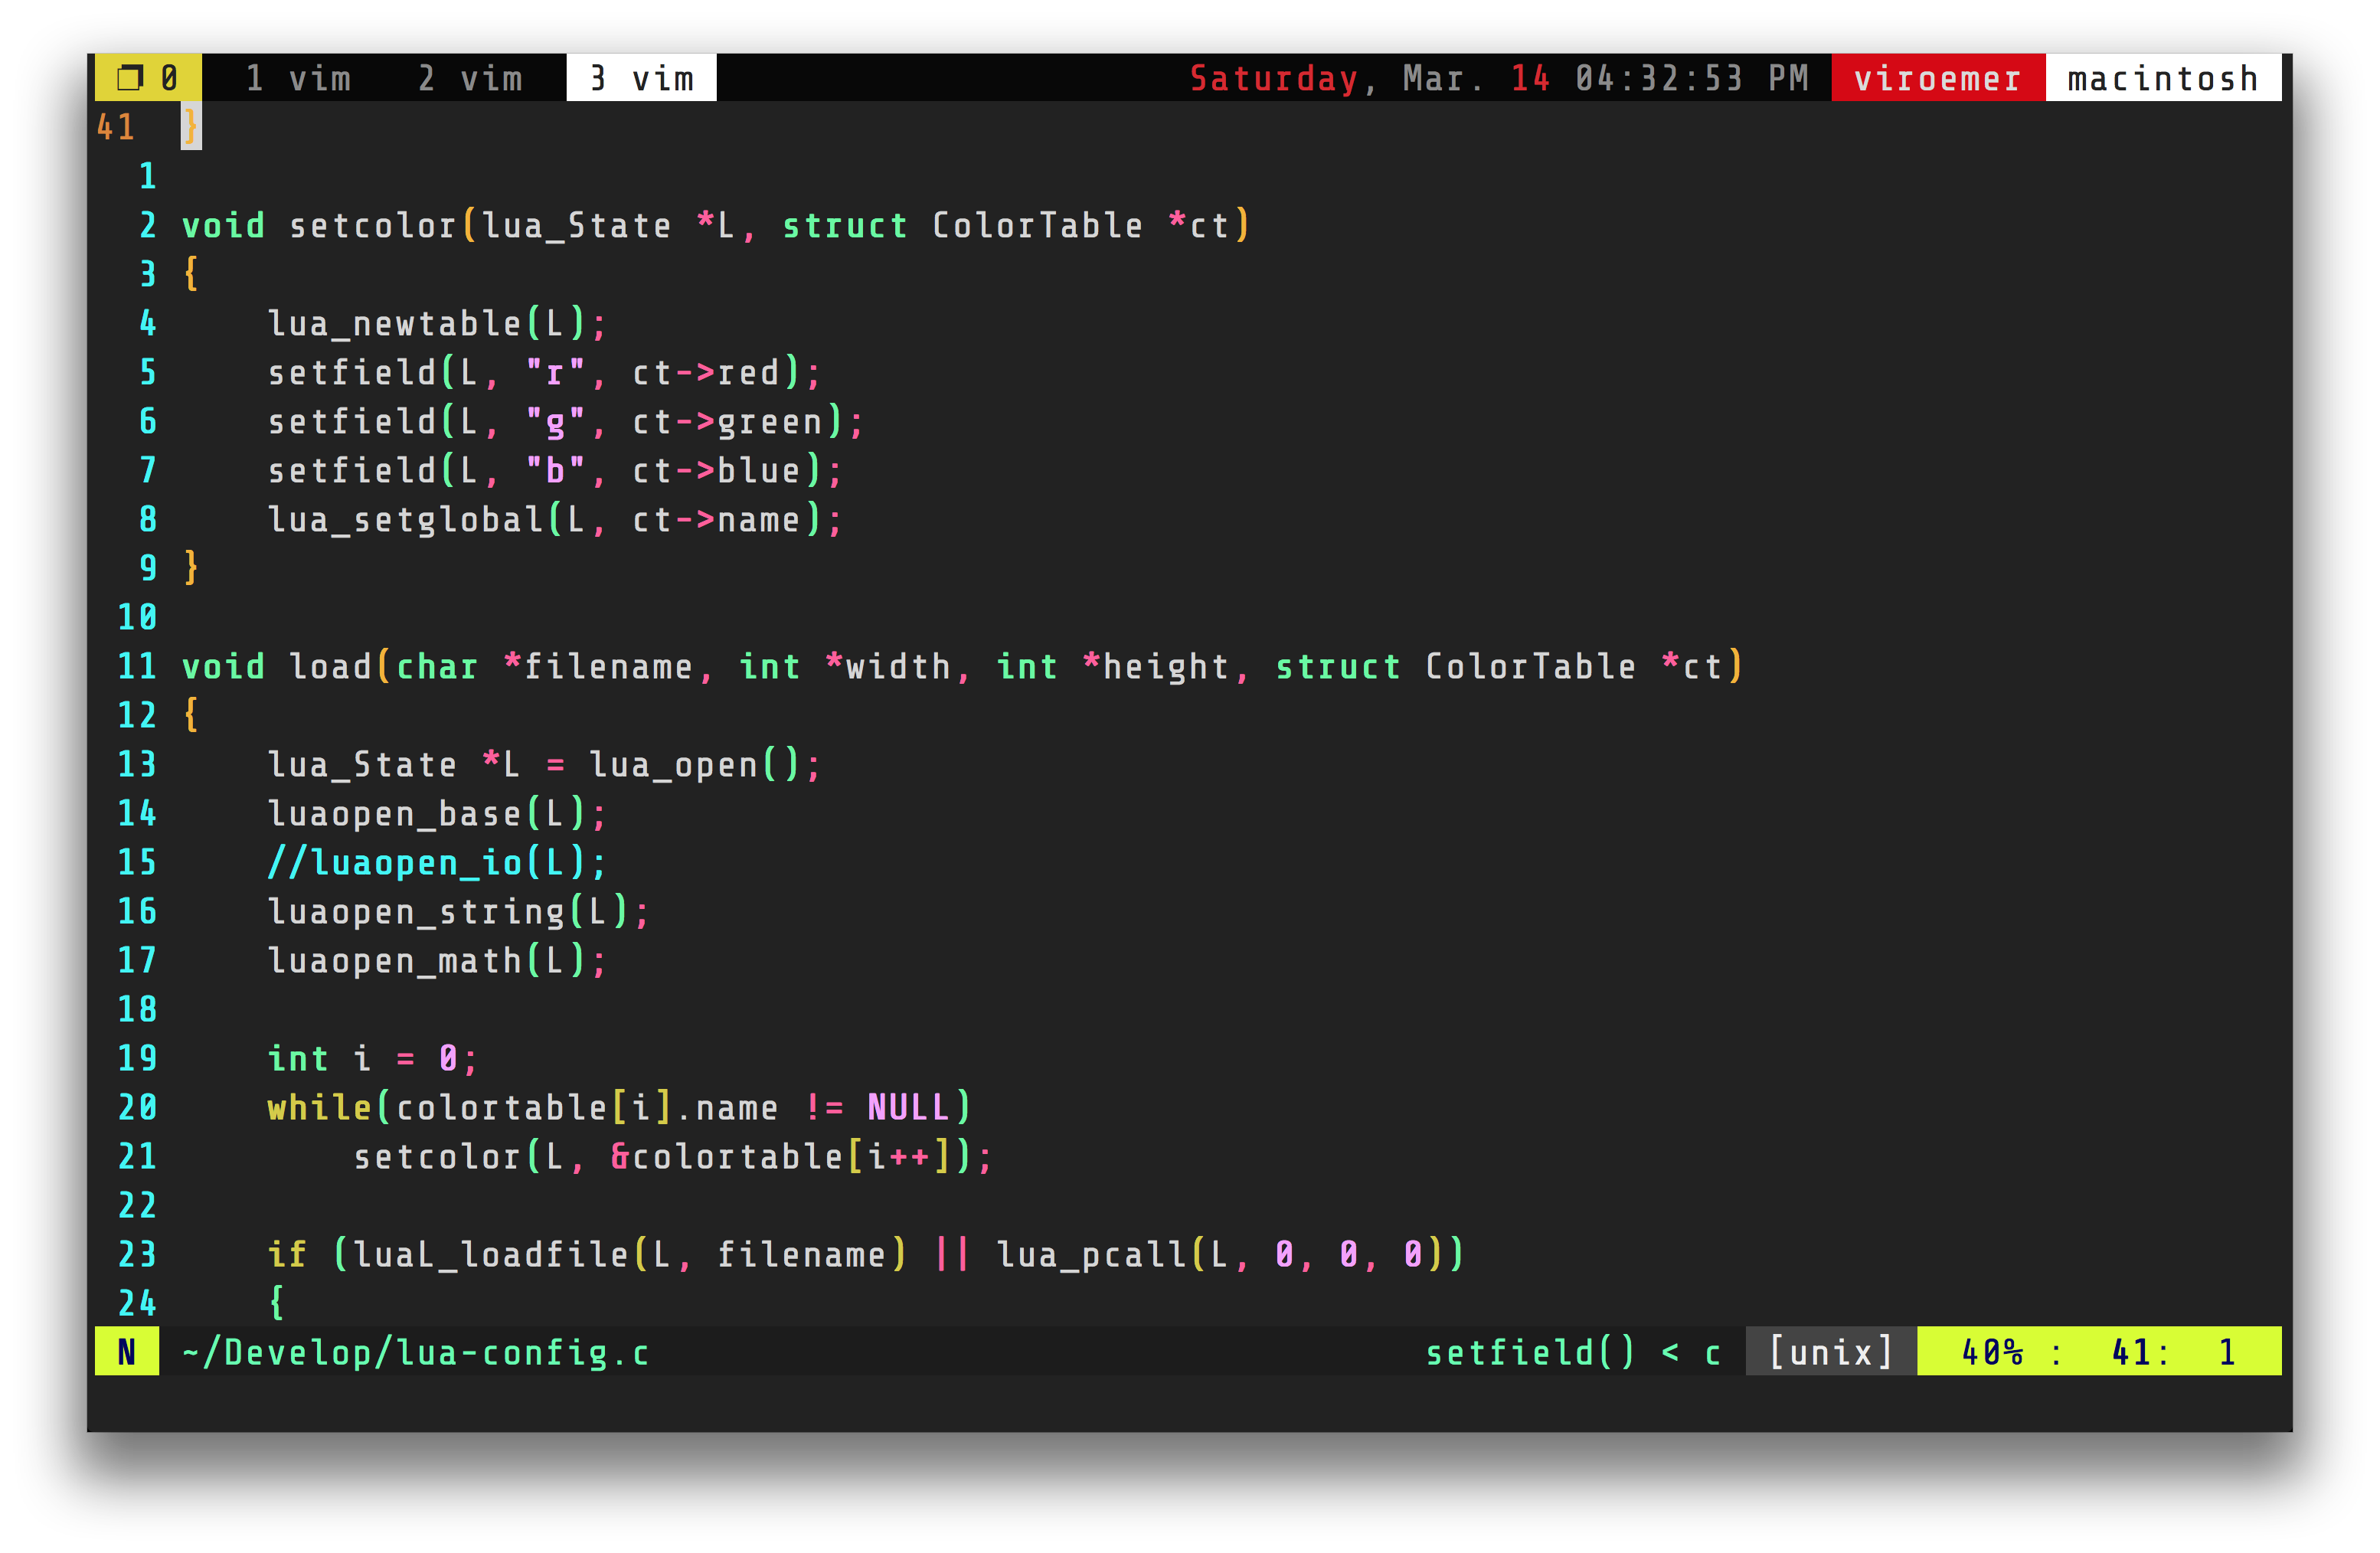 ❐ 0  1 vim  2 vim  3 vim  Saturday, Mar. 14 04:32:53 PM  viroemer  macintosh
41  }
  1
  2 void setcolor(lua_State *L, struct ColorTable *ct)
  3 {
  4     lua_newtable(L);
  5     setfield(L, "r", ct->red);
  6     setfield(L, "g", ct->green);
  7     setfield(L, "b", ct->blue);
  8     lua_setglobal(L, ct->name);
  9 }
 10
 11 void load(char *filename, int *width, int *height, struct ColorTable *ct)
 12 {
 13     lua_State *L = lua_open();
 14     luaopen_base(L);
 15     //luaopen_io(L);
 16     luaopen_string(L);
 17     luaopen_math(L);
 18
 19     int i = 0;
 20     while(colortable[i].name != NULL)
 21         setcolor(L, &colortable[i++]);
 22
 23     if (luaL_loadfile(L, filename) || lua_pcall(L, 0, 0, 0))
 24     {
N  ~/Develop/lua-config.c  setfield() < c  [unix]  40% :  41:  1